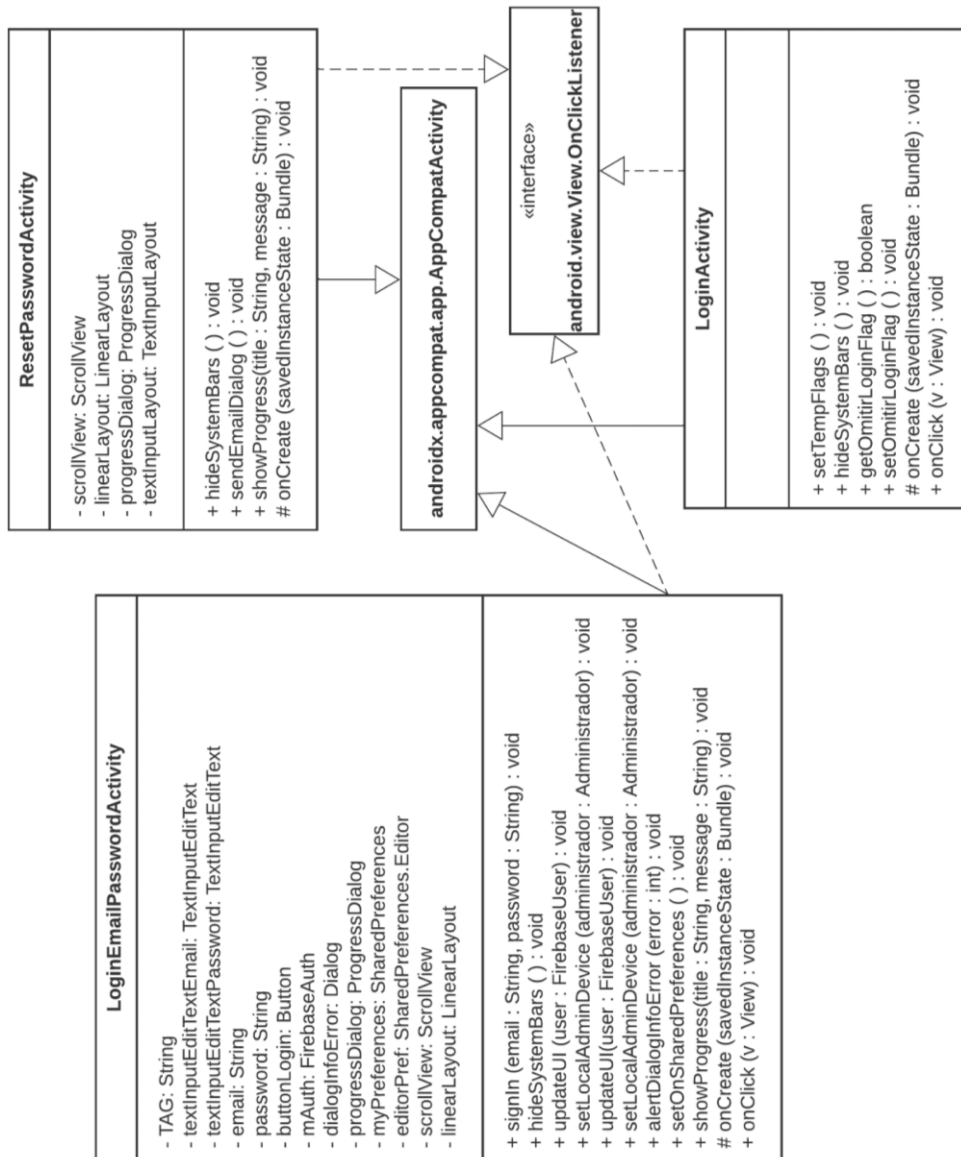 LoginEmailPasswordActivity
- TAG: String
- textInputEditTextEmail: TextInputEditText
- textInputEditTextPassword: TextInputEditText
- email: String
- password: String
- buttonLogin: Button
- mAuth: FirebaseAuth
- dialogInfoError: Dialog
- progressDialog: ProgressDialog
- myPreferences: SharedPreferences
- editorPref: SharedPreferences.Editor
- scrollView: ScrollView
- linearLayout: LinearLayout
+ signIn (email : String, password : String) : void
+ hideSystemBars ( ) : void
+ updateUI (user : FirebaseUser) : void
+ setLocalAdminDevice (administrador : Administrador) : void
+ updateUI(user : FirebaseUser) : void
+ setLocalAdminDevice (administrador : Administrador) : void
+ alertDialogInfoError (error : int) : void
+ setOnSharedPreferences ( ) : void
+ showProgress(title : String, message : String) : void
# onCreate (savedInstanceState : Bundle) : void
+ onClick (v : View) : void
ResetPasswordActivity
- scrollView: ScrollView
- linearLayout: LinearLayout
- progressDialog: ProgressDialog
- textInputLayout: TextInputLayout
+ hideSystemBars ( ) : void
+ sendEmailDialog ( ) : void
+ showProgress(title : String, message : String) : void
# onCreate (savedInstanceState : Bundle) : void
androidx.appcompat.app.AppCompatActivity
«interface»
android.view.View.OnClickListener
LoginActivity
+ setTempFlags ( ) : void
+ hideSystemBars ( ) : void
+ getOmitirLoginFlag ( ) : boolean
+ setOmitirLoginFlag ( ) : void
# onCreate (savedInstanceState : Bundle) : void
+ onClick (v : View) : void